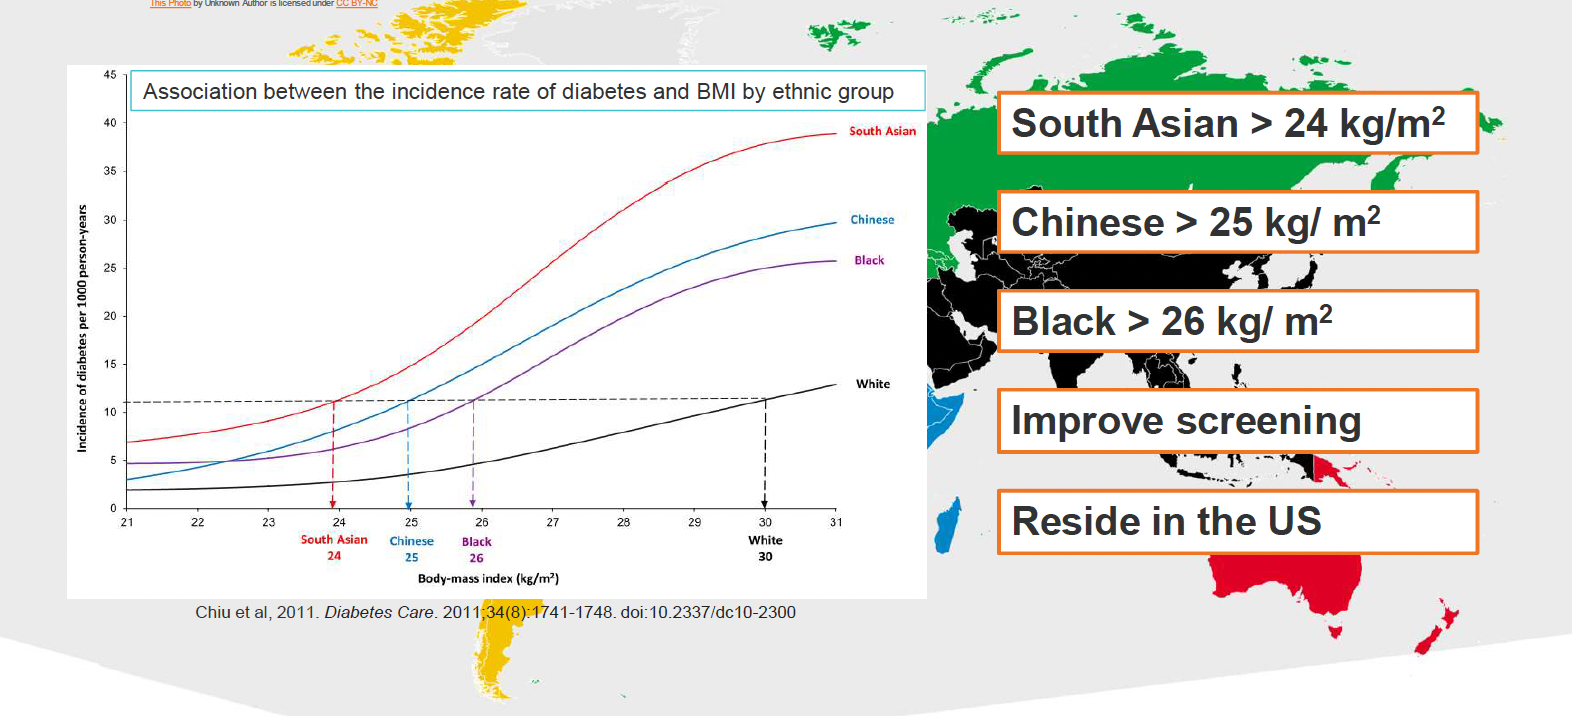 This Photo by Unknown Author is licensed under CC BY-NC
Association between the incidence rate of diabetes and BMI by ethnic group
Incidence of diabetes per 1000 person-years
45
40
35
30
25
20
15
10
5
0
South Asian
Chinese
Black
White
21 22 23 24 25 26 27 28 29 30 31
South Asian Chinese Black White
24 25 26 30
Body-mass index (kg/m²)
Chiu et al, 2011. Diabetes Care. 2011;34(8):1741-1748. doi:10.2337/dc10-2300
South Asian > 24 kg/m²
Chinese > 25 kg/ m²
Black > 26 kg/ m²
Improve screening
Reside in the US